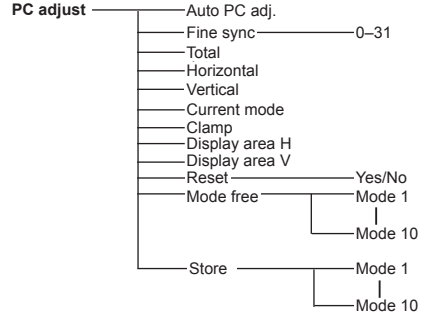 PC adjust Auto PC adj.
Fine sync 0–31
Total
Horizontal
Vertical
Current mode
Clamp
Display area H
Display area V
Reset Yes/No
Mode free Mode 1
Mode 10
Store Mode 1
Mode 10